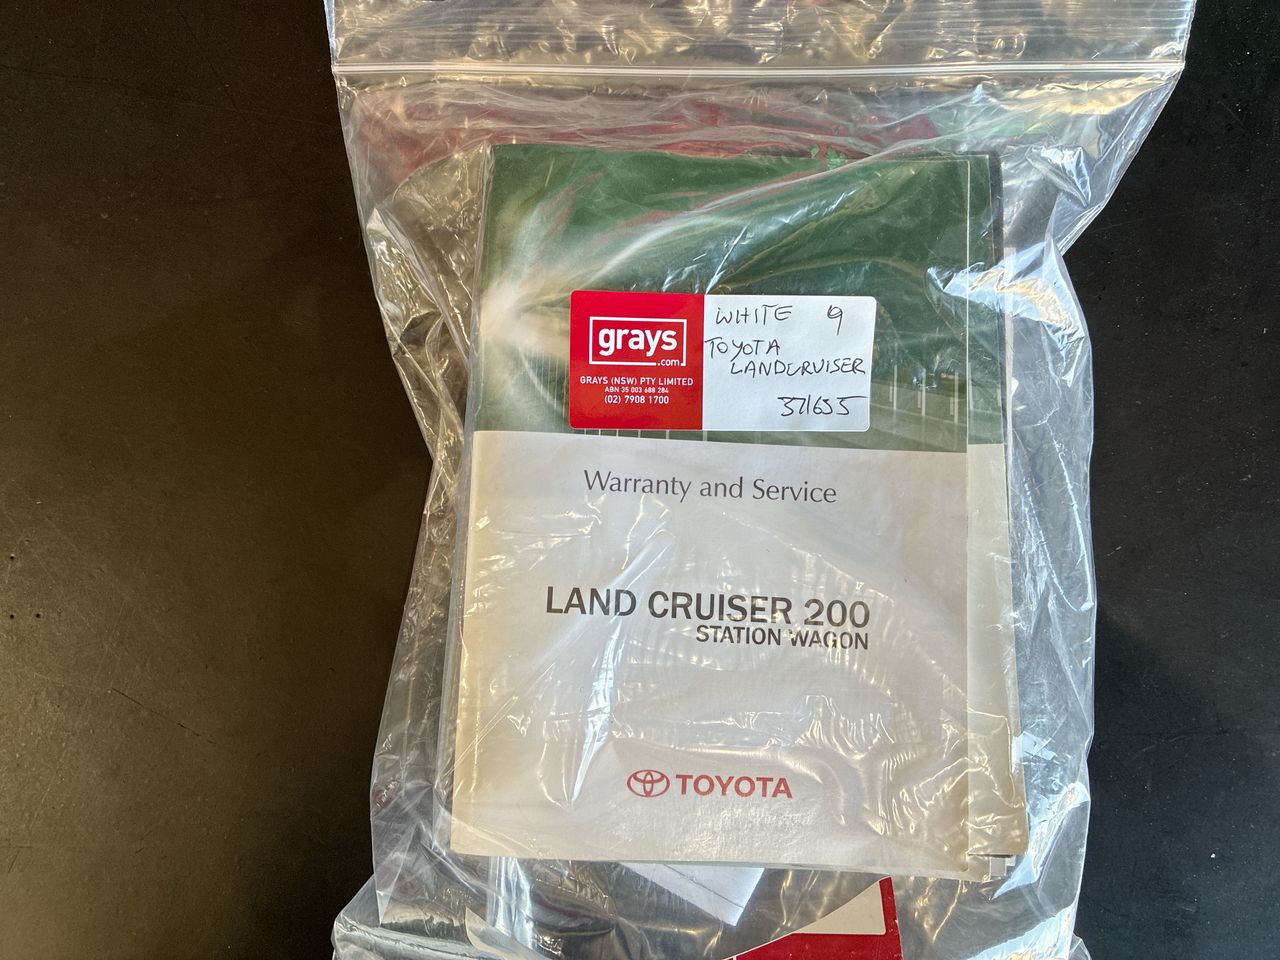 grays
.com
GRAYS (NSW) PTY LIMITED
ABN 35 003 688 284
(02) 7908 1700
WHITE 9
TOYOTA
LANDCRUISER
Warranty and Service
LAND CRUISER 200
STATION WAGON
TOYOTA